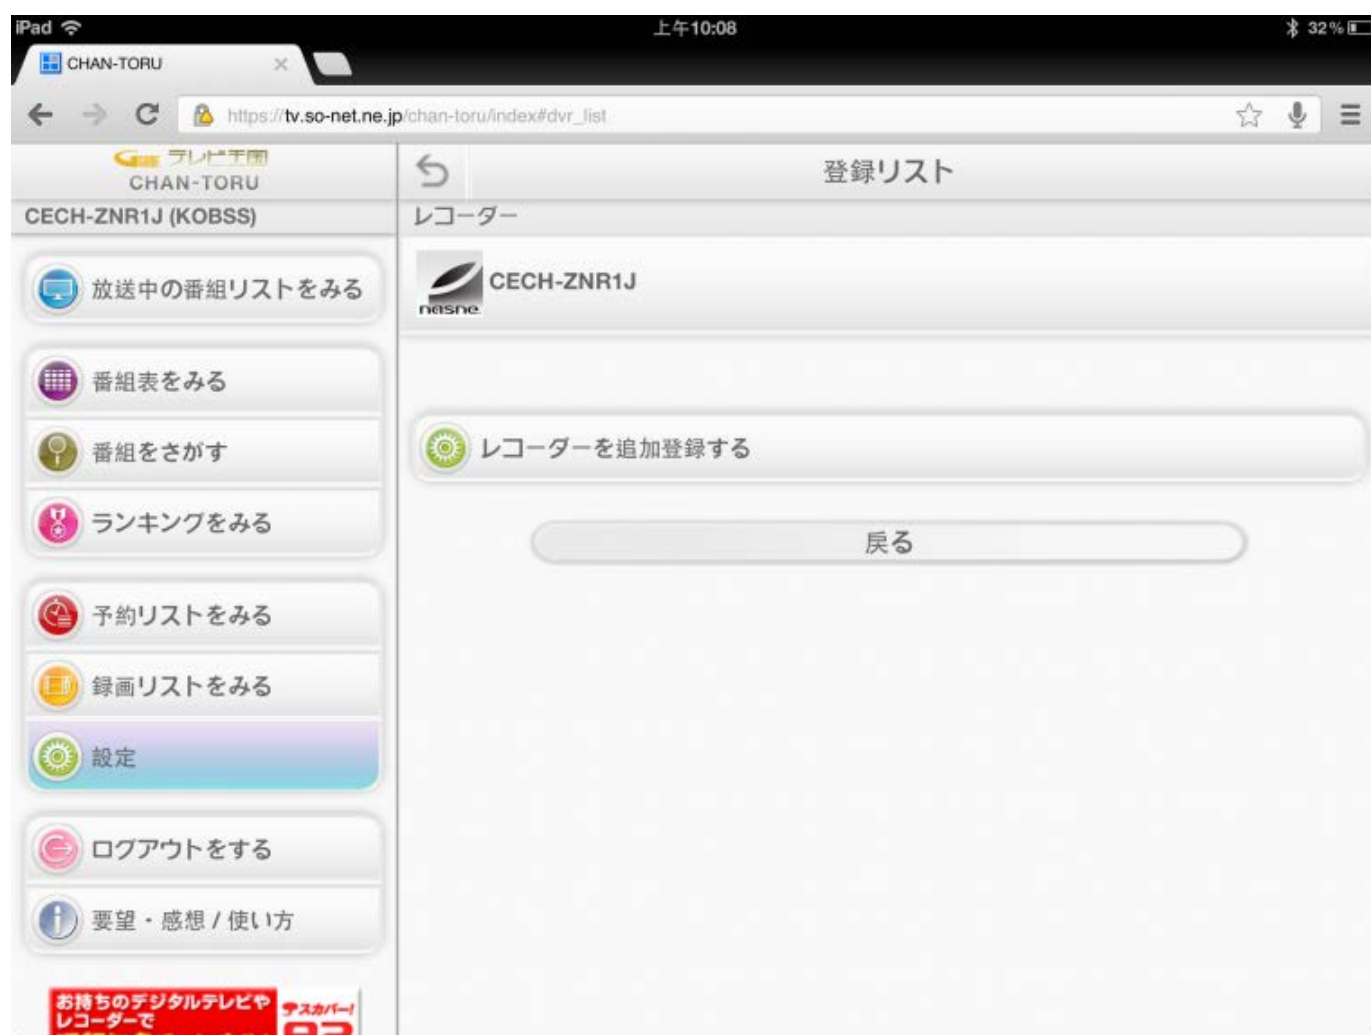 iPad 上午10:08 32%
CHAN-TORU
https://tv.so-net.ne.jp/chan-toru/index#dvr_list
Gガイド テレビ王国
CHAN-TORU
登録リスト
CECH-ZNR1J (KOBSS)
レコーダー
CECH-ZNR1J
nasne
放送中の番組リストをみる
番組表をみる
番組をさがす
ランキングをみる
予約リストをみる
録画リストをみる
設定
ログアウトをする
要望・感想 / 使い方
レコーダーを追加登録する
戻る
お持ちのデジタルテレビや
レコーダーで
スカパー!